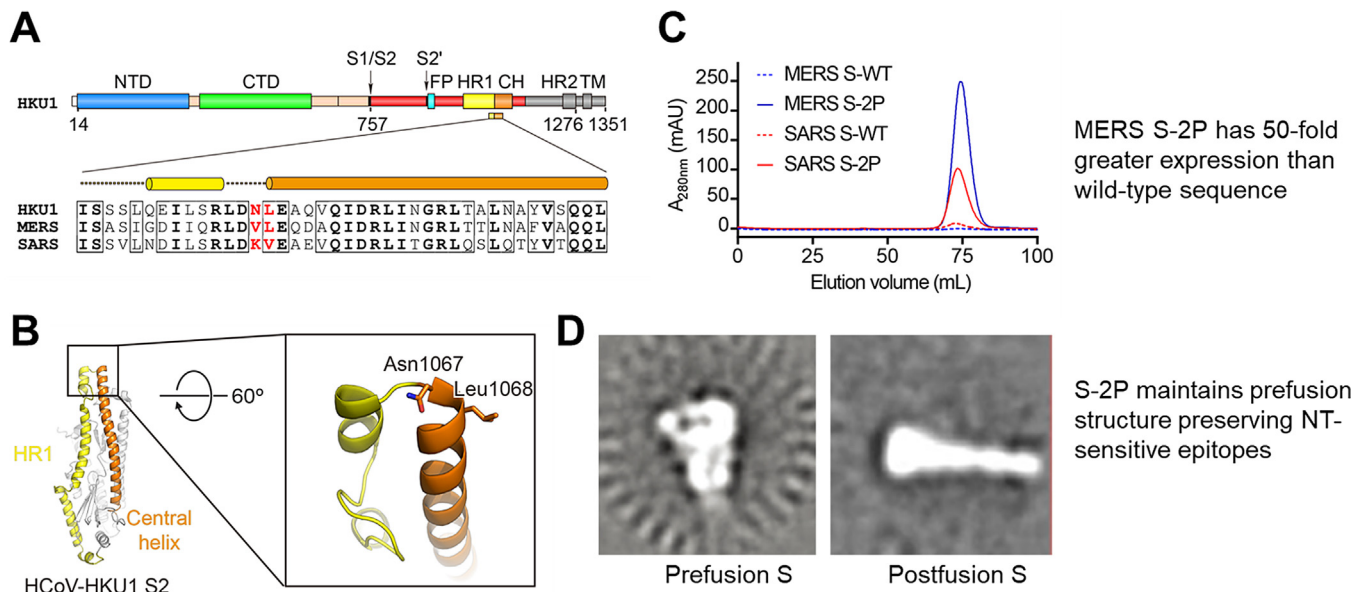 A
S1/S2
S2'
NTD
CTD
FP
HR1
CH
HR2
TM
HKU1
14
757
1276
1351
HKU1 ISSSLQEILSRLDNLEAQVQIDRLINGRLTALNAYVSQQL
MERS ISASIGDIIQRLDVLEQDAQIDRLINGRLTTLNAFVAQQL
SARS ISSVLNDILSRLDKVEAEVQIDRLITGRLQSLQTYVTQQL
B
60º
HR1
Central
helix
HCoV-HKU1 S2
Asn1067
Leu1068
C
MERS S-WT
MERS S-2P
SARS S-WT
SARS S-2P
A280nm (mAU)
250
200
150
100
50
0
0
25
50
75
100
Elution volume (mL)
MERS S-2P has 50-fold
greater expression than
wild-type sequence
D
Prefusion S
Postfusion S
S-2P maintains prefusion
structure preserving NT-
sensitive epitopes